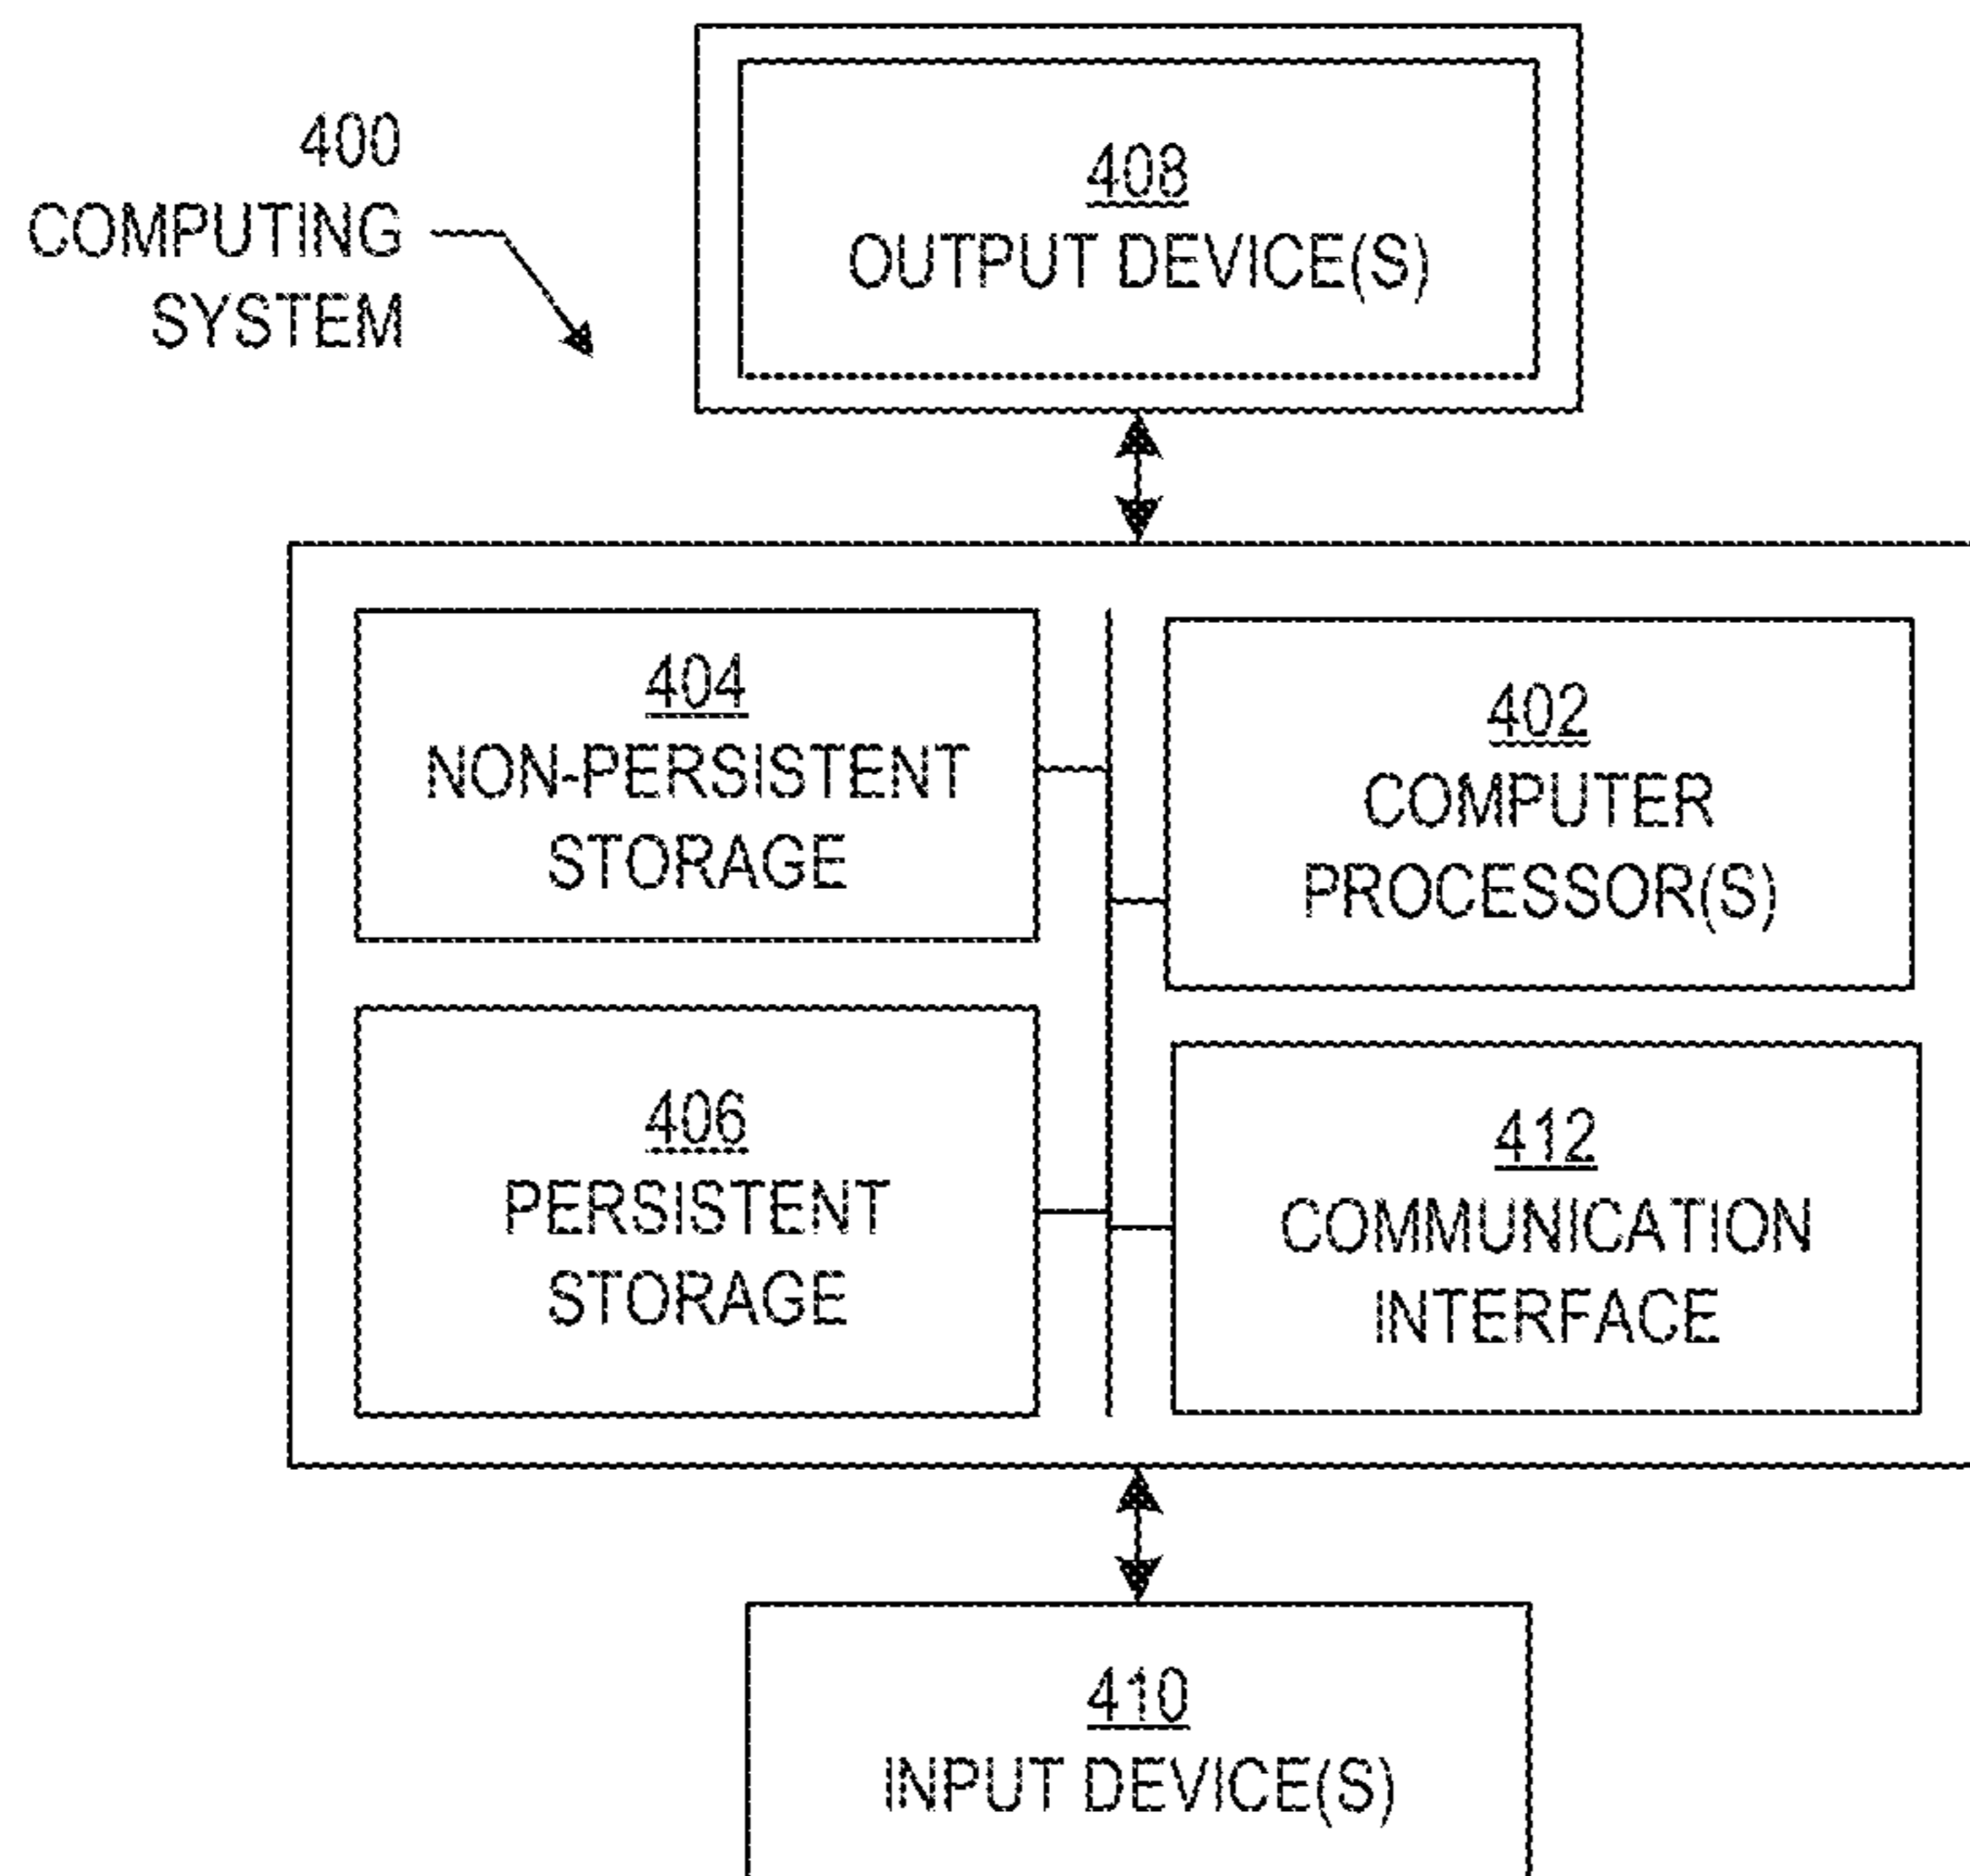 400
COMPUTING
SYSTEM
408
OUTPUT DEVICE(S)
404
NON-PERSISTENT
STORAGE
402
COMPUTER
PROCESSOR(S)
406
PERSISTENT
STORAGE
412
COMMUNICATION
INTERFACE
410
INPUT DEVICE(S)